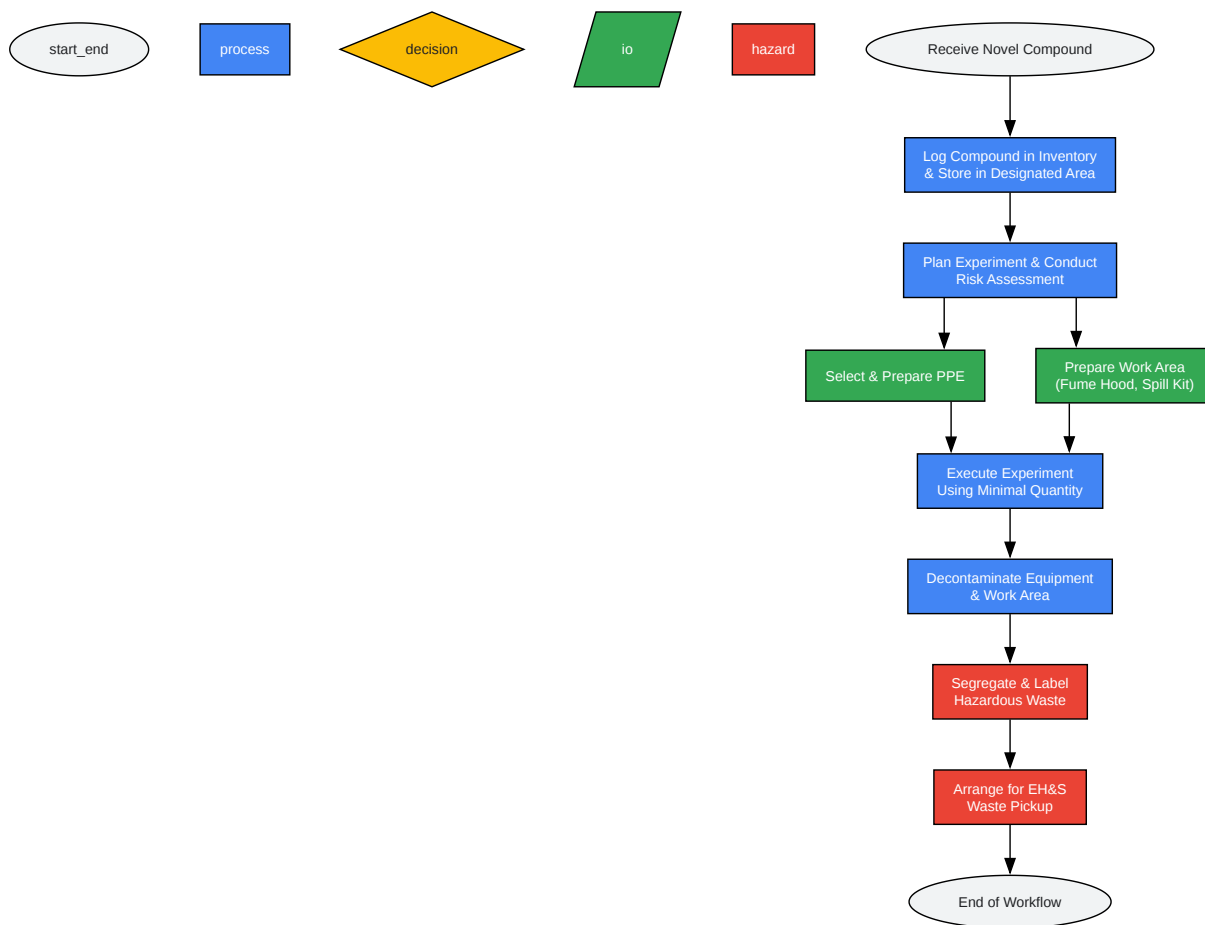 start_end
process
decision
io
hazard
Receive Novel Compound
Log Compound in Inventory
& Store in Designated Area
Plan Experiment & Conduct
Risk Assessment
Select & Prepare PPE
Prepare Work Area
(Fume Hood, Spill Kit)
Execute Experiment
Using Minimal Quantity
Decontaminate Equipment
& Work Area
Segregate & Label
Hazardous Waste
Arrange for EH&S
Waste Pickup
End of Workflow